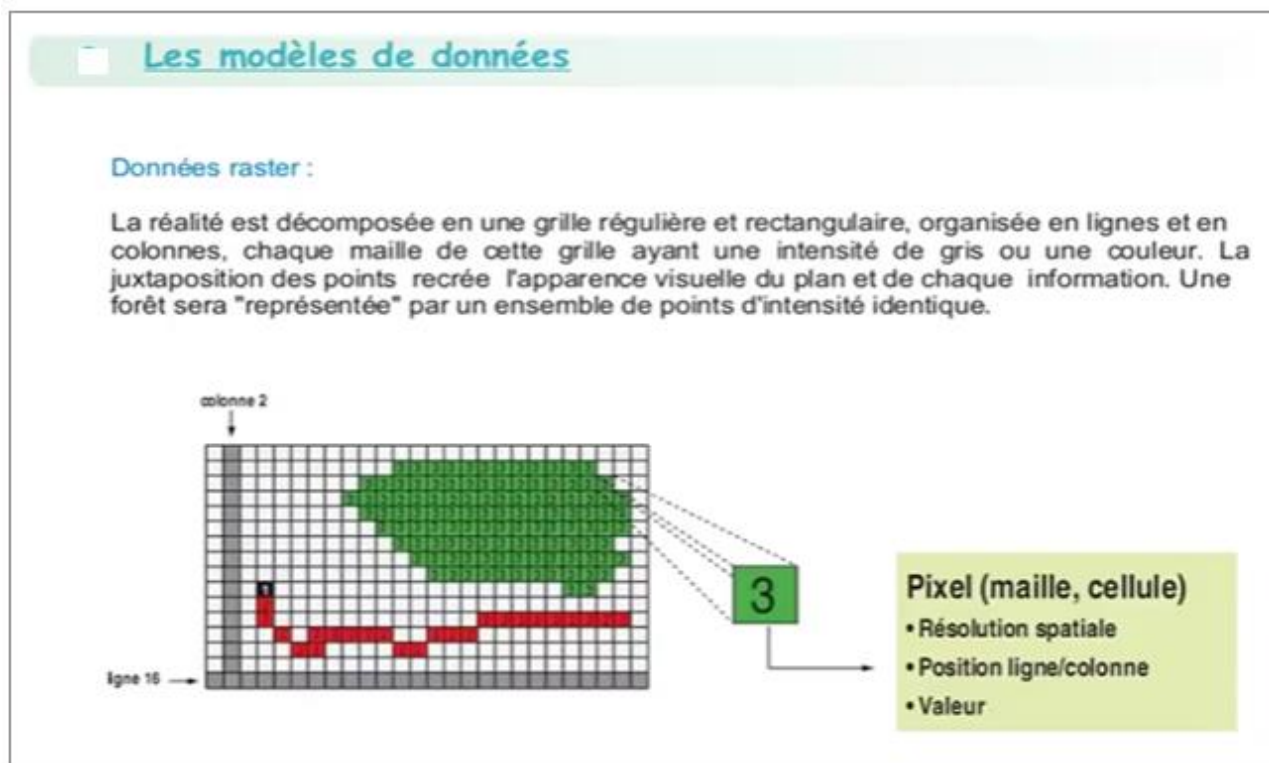 Les modèles de données
Données raster :
La réalité est décomposée en une grille régulière et rectangulaire, organisée en lignes et en
colonnes, chaque maille de cette grille ayant une intensité de gris ou une couleur. La
juxtaposition des points recrée l'apparence visuelle du plan et de chaque information. Une
forêt sera "représentée" par un ensemble de points d'intensité identique.
colonne 2
ligne 16
3
Pixel (maille, cellule)
• Résolution spatiale
• Position ligne/colonne
• Valeur